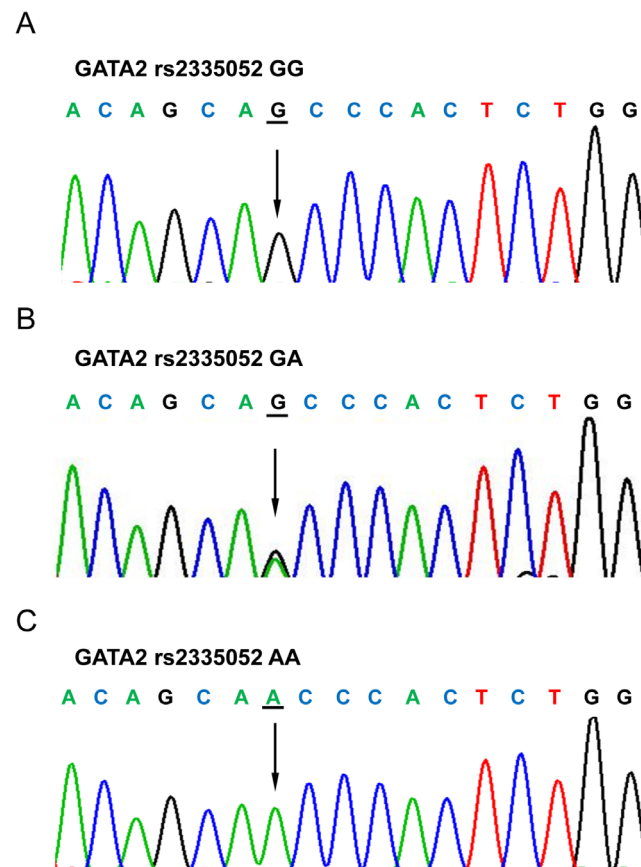 A
GATA2 rs2335052 GG
A C A G C A G C C C A C T C T G G
B
GATA2 rs2335052 GA
A C A G C A G C C C A C T C T G G
C
GATA2 rs2335052 AA
A C A G C A A C C C A C T C T G G